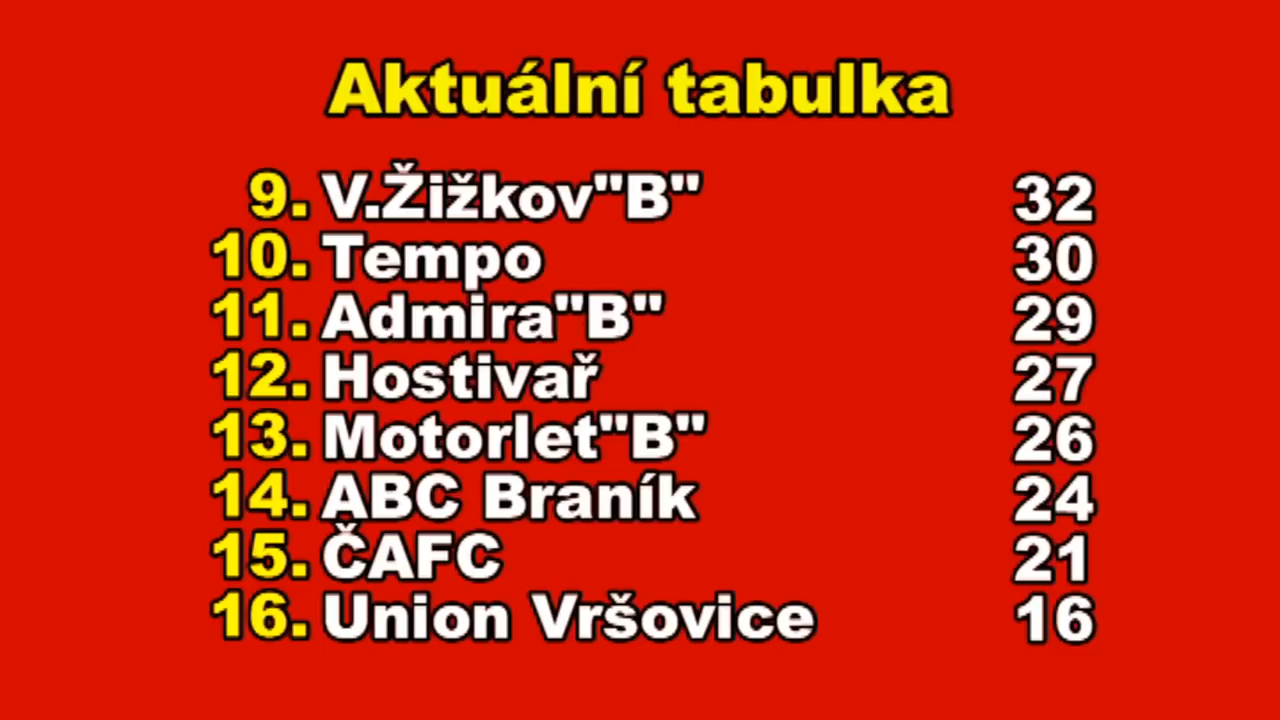 Aktuální tabulka
9. V.Žižkov"B" 32
10. Tempo 30
11. Admira"B" 29
12. Hostivař 27
13. Motorlet"B" 26
14. ABC Braník 24
15. ČAFC 21
16. Union Vršovice 16